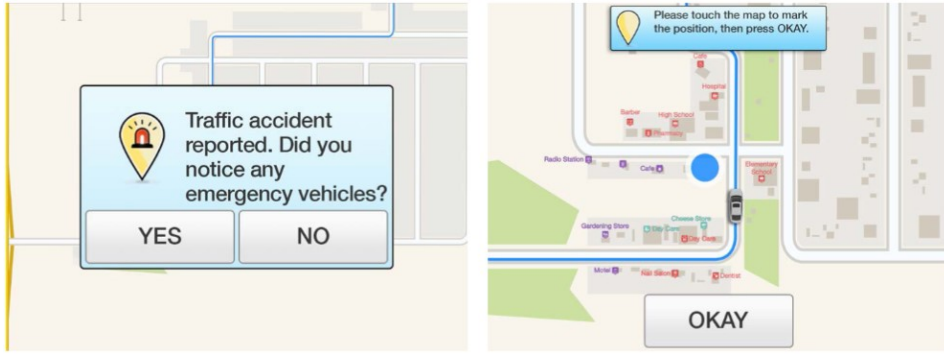 Traffic accident
reported. Did you
notice any
emergency vehicles?
YES
NO
Please touch the map to mark
the position, then press OKAY.
Cafe
Hospital
Barber
High School
Pharmacy
Radio Station
Cafe
Elementary
School
Cheese Store
Gardening Store
Day Care
Day Care
Motel
Nail Salon
Dentist
OKAY